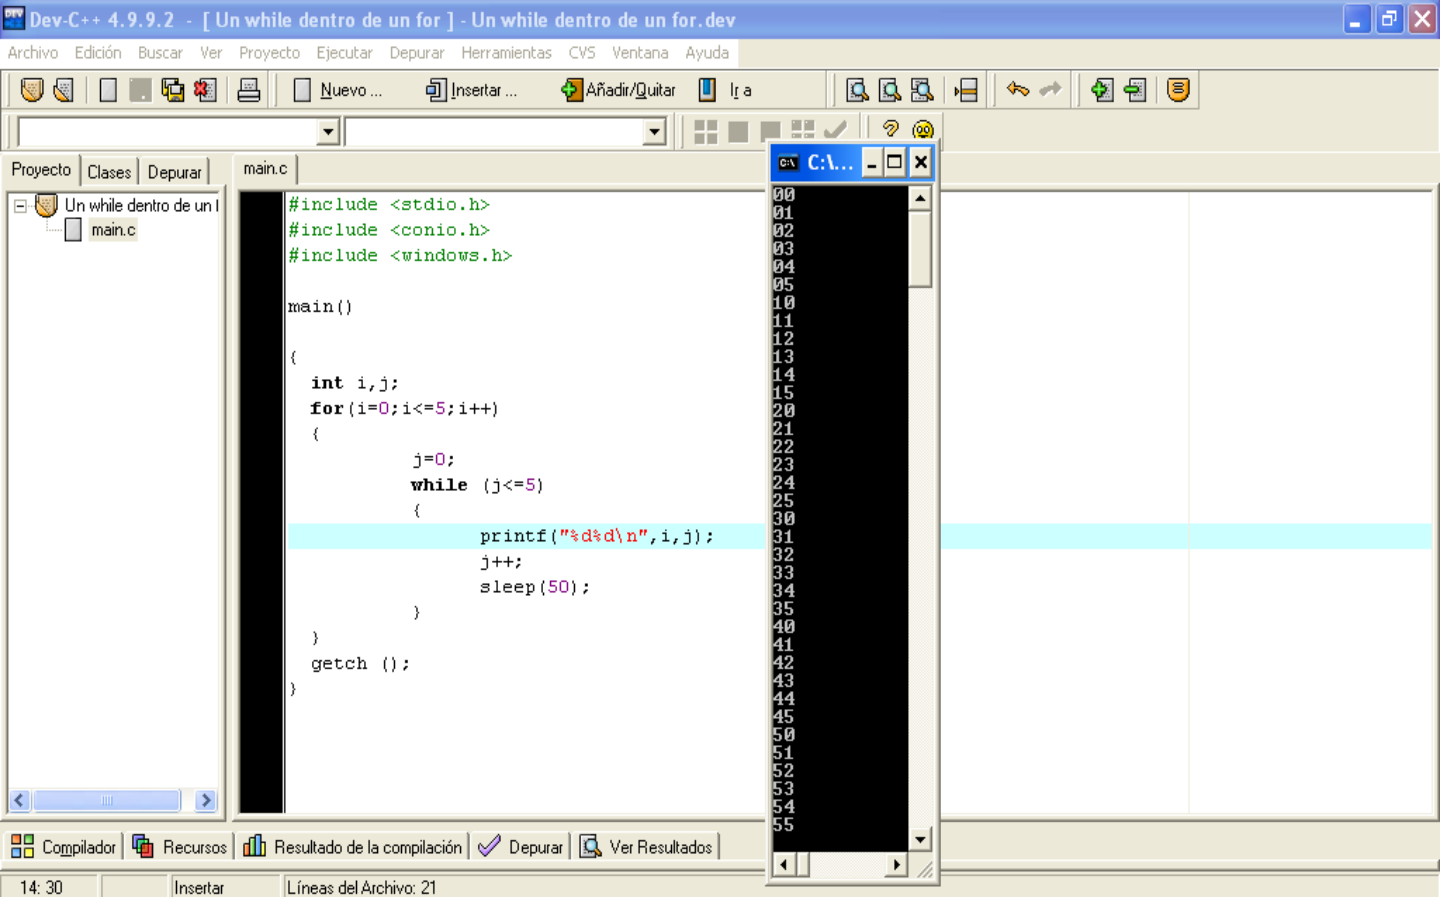 Dev-C++ 4.9.9.2 - [ Un while dentro de un for ] - Un while dentro de un for.dev
Archivo Edición Buscar Ver Proyecto Ejecutar Depurar Herramientas CVS Ventana Ayuda
Nuevo ... Insertar ... Añadir/Quitar Ir a
Proyecto Clases Depurar
main.c
Un while dentro de un f
main.c
#include <stdio.h>
#include <conio.h>
#include <windows.h>
main()
{
int i,j;
for(i=0;i<=5;i++)
{
j=0;
while (j<=5)
{
printf("%d%d\n",i,j);
j++;
sleep(50);
}
}
getch ();
}
C:\ C:\...
00
01
02
03
04
05
10
11
12
13
14
15
20
21
22
23
24
25
30
31
32
33
34
35
40
41
42
43
44
45
50
51
52
53
54
55
Compilador Recursos Resultado de la compilación Depurar Ver Resultados
14: 30 Insertar Líneas del Archivo: 21